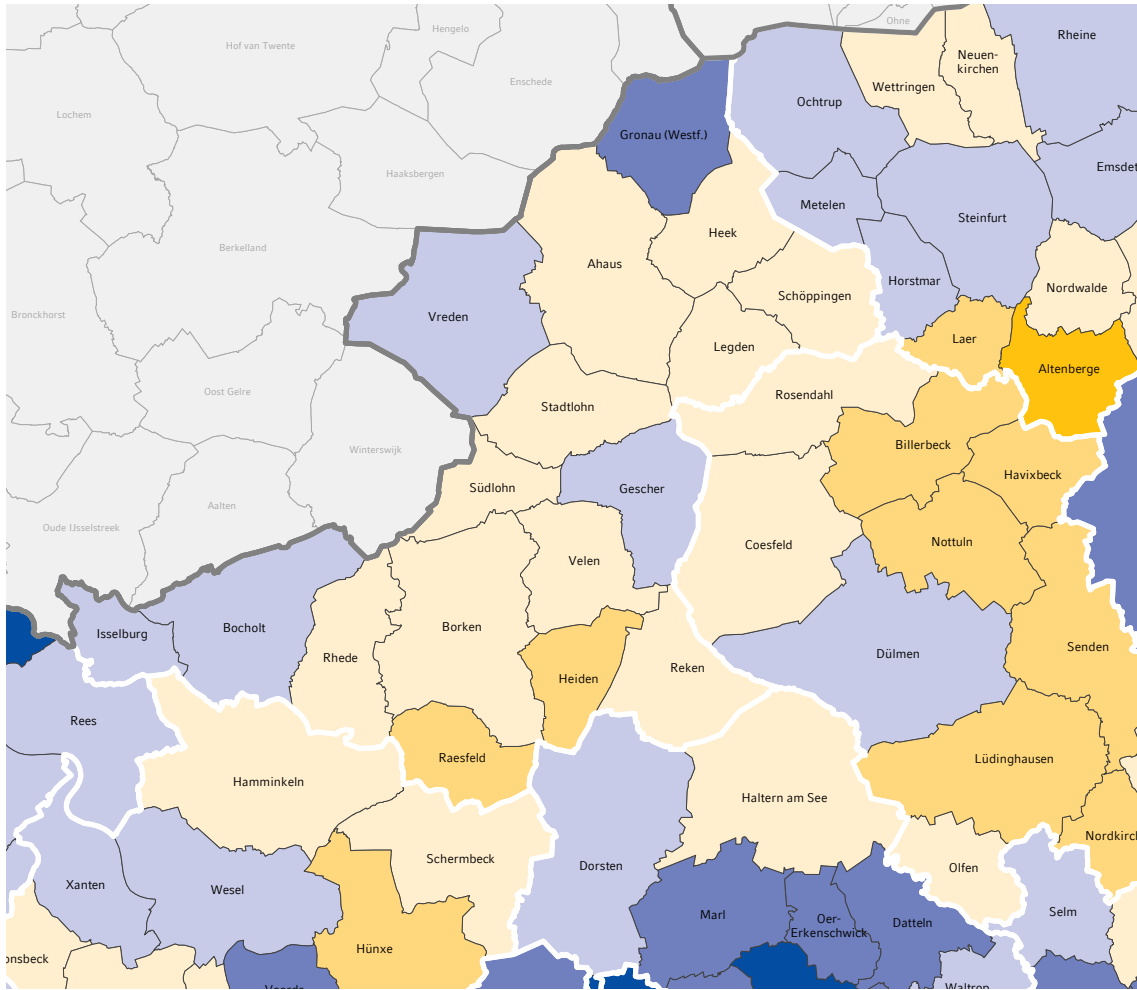 Ohne
Hengelo
Rheine
Hof van Twente
Neuen-
kirchen
Enschede
Wettringen
Ochtrup
Lochem
Gronau (Westf.)
Emsdet
Haaksbergen
Metelen
Steinfurt
Heek
Berkelland
Ahaus
Horstmar
Nordwalde
Schöppingen
Bronckhorst
Vreden
Laer
Legden
Altenberge
Oost Gelre
Rosendahl
Stadtlohn
Billerbeck
Winterswijk
Havixbeck
Südlohn
Gescher
Aalten
Oude IJsselstreek
Nottuln
Coesfeld
Velen
Isselburg
Bocholt
Borken
Senden
Dülmen
Rhede
Reken
Heiden
Rees
Raesfeld
Lüdinghausen
Hamminkeln
Haltern am See
Nordkirch
Schermbeck
Dorsten
Olfen
Xanten
Wesel
Selm
Marl
Oer-
Erkenschwick
Datteln
Hünxe
onsbeck
Voerde
Waltrop